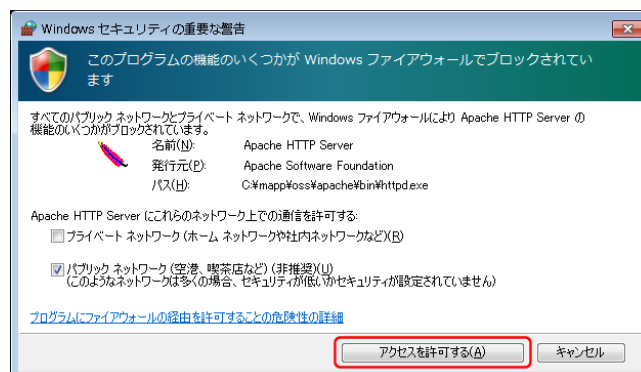 Windows セキュリティの重要な警告
このプログラムの機能のいくつかが Windows ファイアウォールでブロックされてい
ます
すべてのパブリック ネットワークとプライベート ネットワークで、Windows ファイアウォールにより Apache HTTP Server の
機能のいくつかがブロックされています。
名前(N): Apache HTTP Server
発行元(P): Apache Software Foundation
パス(H): C:¥mapp¥oss¥apache¥bin¥httpd.exe
Apache HTTP Server にこれらのネットワーク上での通信を許可する:
プライベート ネットワーク (ホーム ネットワークや社内ネットワークなど)(R)
パブリック ネットワーク (空港、喫茶店など) (非推奨)(U)
(このようなネットワークは多くの場合、セキュリティが低いかセキュリティが設定されていません)
プログラムにファイアウォールの経由を許可することの危険性の詳細
アクセスを許可する(A) キャンセル